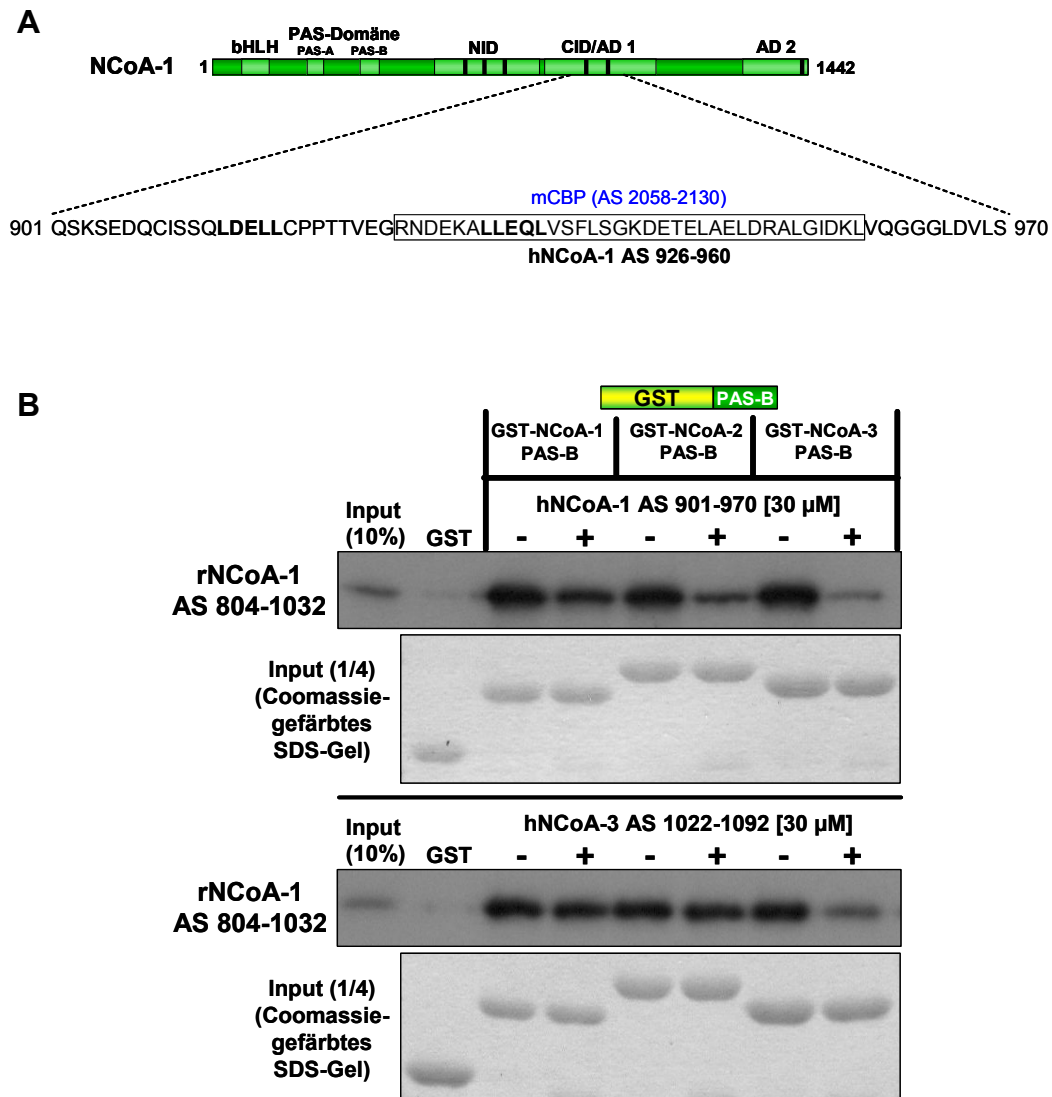 A
bHLH
PAS-Domäne
PAS-A PAS-B
NID
CID/AD 1
AD 2
NCoA-1 1
1442
mCBP (AS 2058-2130)
901 QSKSEDQCISSQLDELLCPPTTVEGRNDEKALLEQLVSFLSGKDETELAELDRALGIDKLVQGGGLDVLS 970
hNCoA-1 AS 926-960
B
GST PAS-B
GST-NCoA-1 PAS-B
GST-NCoA-2 PAS-B
GST-NCoA-3 PAS-B
hNCoA-1 AS 901-970 [30 µM]
Input (10%)
GST
- + - + - +
rNCoA-1
AS 804-1032
Input (1/4)
(Coomassie-
gefärbtes
SDS-Gel)
hNCoA-3 AS 1022-1092 [30 µM]
Input (10%)
GST
- + - + - +
rNCoA-1
AS 804-1032
Input (1/4)
(Coomassie-
gefärbtes
SDS-Gel)